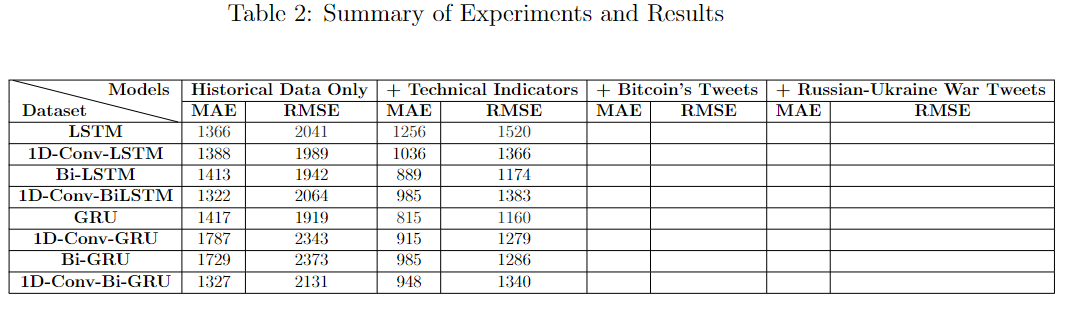 Table 2: Summary of Experiments and Results
Models Historical Data Only + Technical Indicators + Bitcoin's Tweets + Russian-Ukraine War Tweets
Dataset MAE RMSE MAE RMSE MAE RMSE MAE RMSE
LSTM 1366 2041 1256 1520
1D-Conv-LSTM 1388 1989 1036 1366
Bi-LSTM 1413 1942 889 1174
1D-Conv-BiLSTM 1322 2064 985 1383
GRU 1417 1919 815 1160
1D-Conv-GRU 1787 2343 915 1279
Bi-GRU 1729 2373 985 1286
1D-Conv-Bi-GRU 1327 2131 948 1340